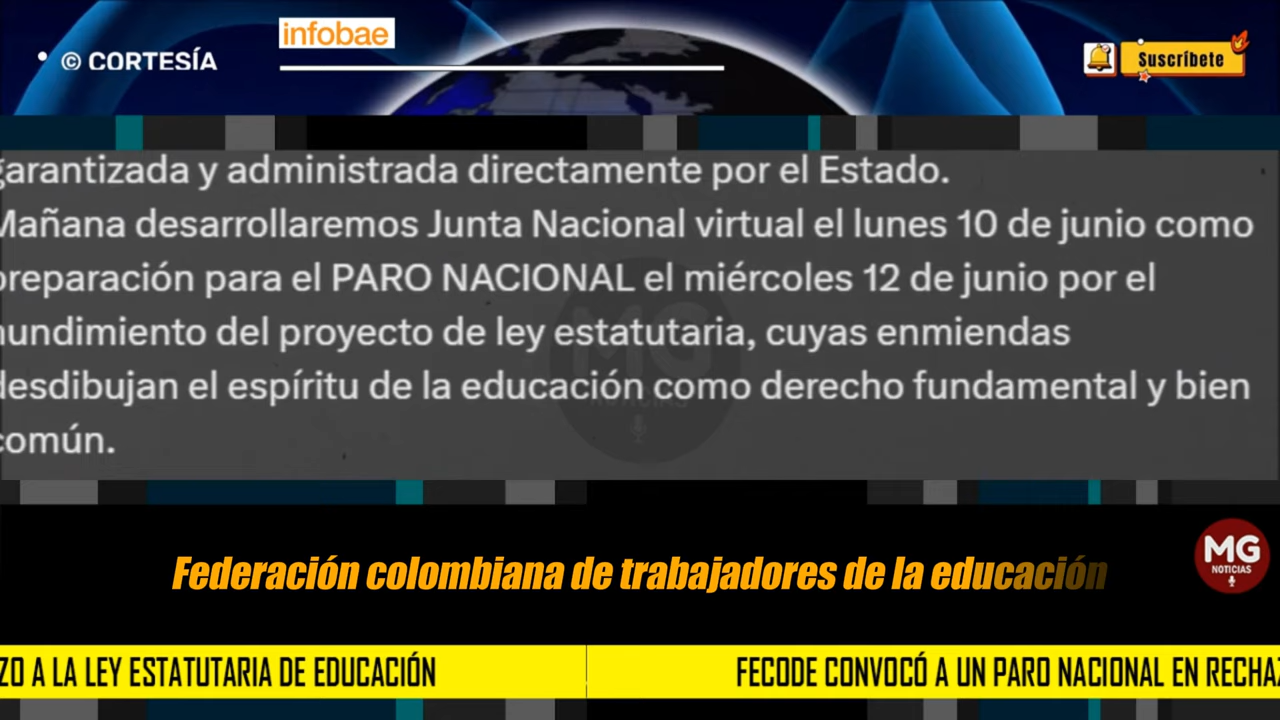 infobae
© CORTESÍA
Suscríbete
garantizada y administrada directamente por el Estado.
Mañana desarrollaremos Junta Nacional virtual el lunes 10 de junio como
preparación para el PARO NACIONAL el miércoles 12 de junio por el
hundimiento del proyecto de ley estatutaria, cuyas enmiendas
desdibujan el espíritu de la educación como derecho fundamental y bien
común.
MG
NOTICIAS
Federación colombiana de trabajadores de la educación
MG
NOTICIAS
ZO A LA LEY ESTATUTARIA DE EDUCACIÓN
FECODE CONVOCÓ A UN PARO NACIONAL EN RECHAZ